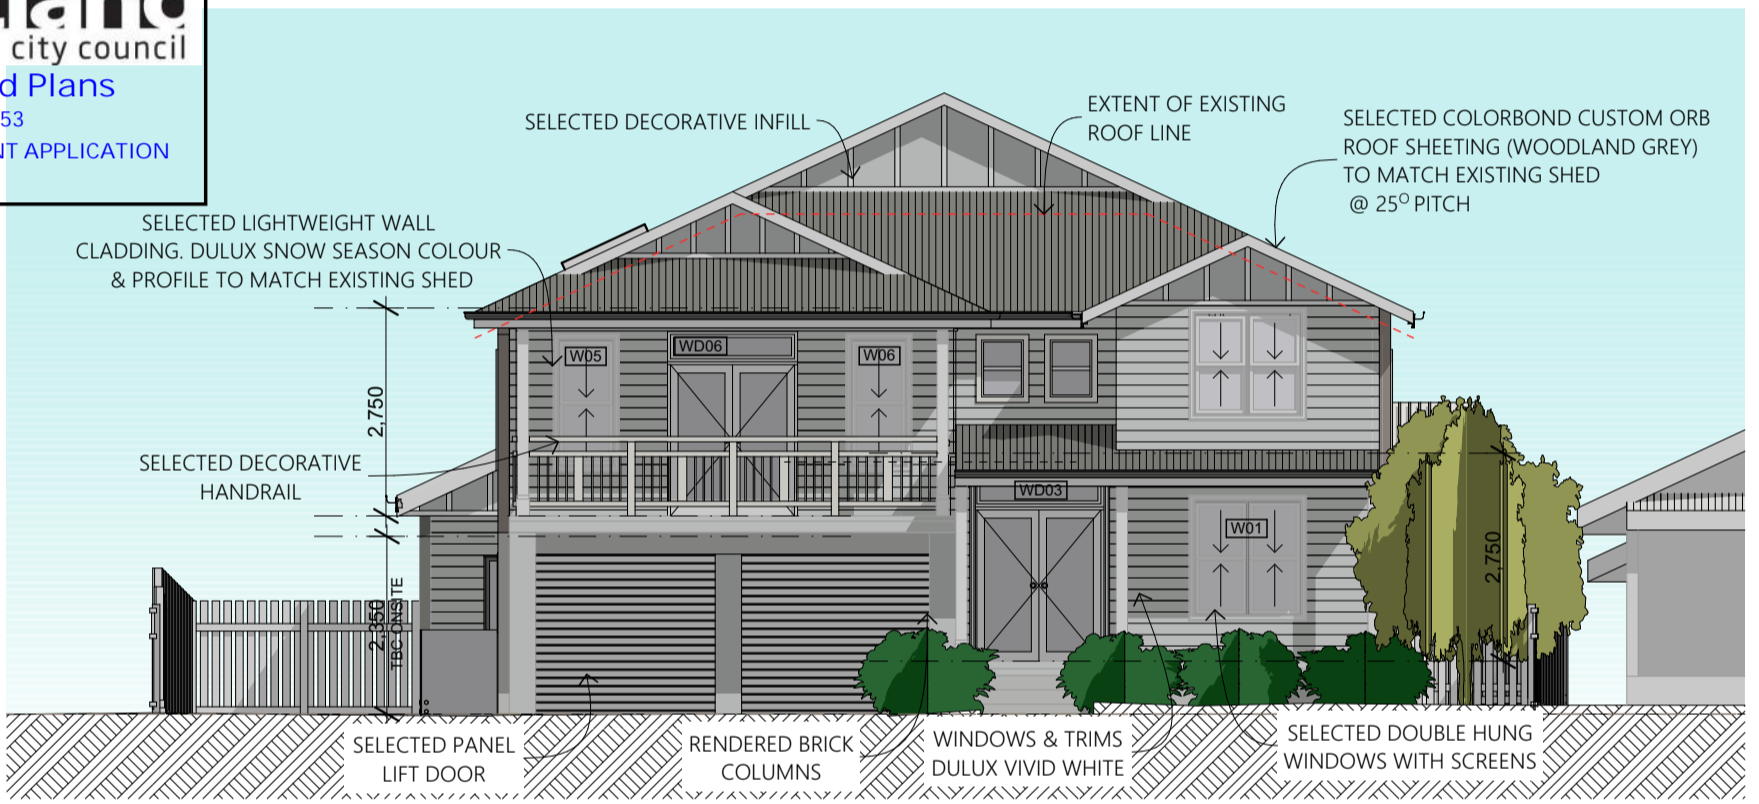 city council
d Plans
53
NT APPLICATION
SELECTED DECORATIVE INFILL
EXTENT OF EXISTING
ROOF LINE
SELECTED COLORBOND CUSTOM ORB
ROOF SHEETING (WOODLAND GREY)
TO MATCH EXISTING SHED
@ 25° PITCH
SELECTED LIGHTWEIGHT WALL
CLADDING. DULUX SNOW SEASON COLOUR
& PROFILE TO MATCH EXISTING SHED
W05
WD06
W06
2,750
SELECTED DECORATIVE
HANDRAIL
WD03
W01
2,750
2,350
TBC ONSITE
SELECTED PANEL
LIFT DOOR
RENDERED BRICK
COLUMNS
WINDOWS & TRIMS
DULUX VIVID WHITE
SELECTED DOUBLE HUNG
WINDOWS WITH SCREENS